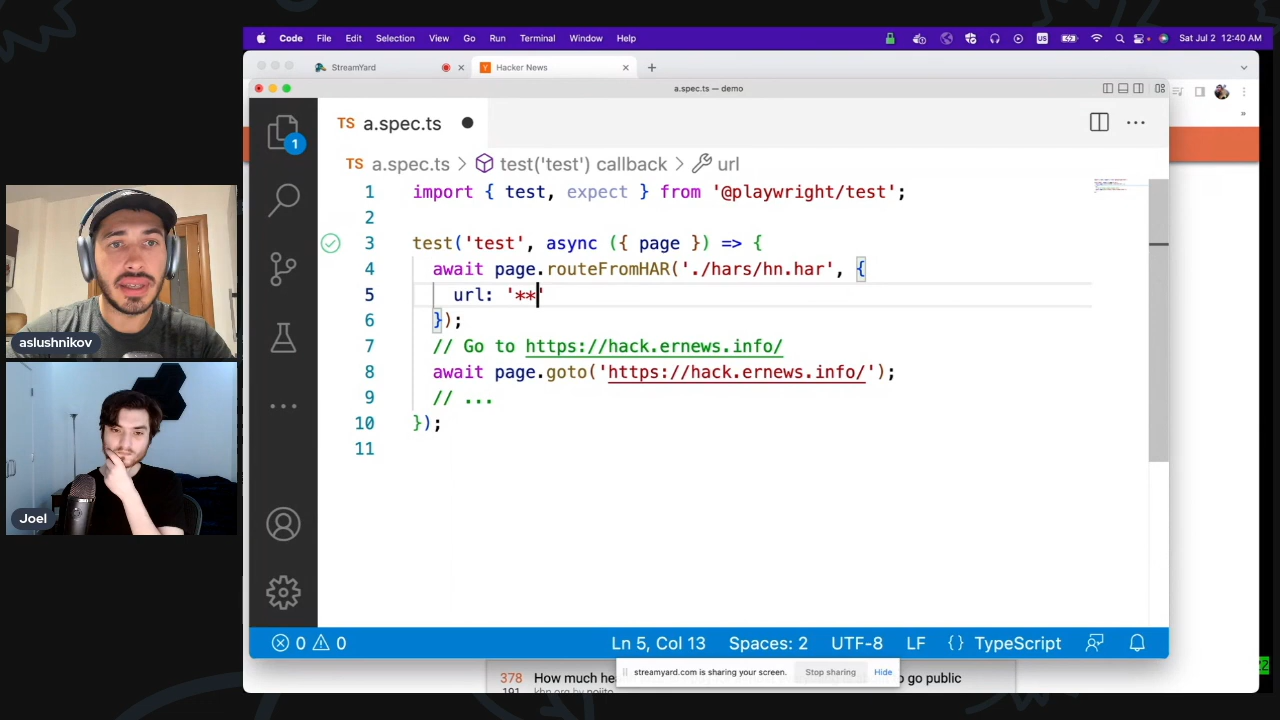 Code File Edit Selection View Go Run Terminal Window Help US Sat Jul 2 12:40 AM
StreamYard × Hacker News × +
a.spec.ts — demo
TS a.spec.ts
1
TS a.spec.ts > test('test') callback > url
1 import { test, expect } from '@playwright/test';
2
3 test('test', async ({ page }) => {
4 await page.routeFromHAR('./hars/hn.har', {
5 url: '**'
6 });
7 // Go to https://hack.ernews.info/
8 await page.goto('https://hack.ernews.info/');
9 // ...
10 });
11
aslushnikov
Joel
0 0 Ln 5, Col 13 Spaces: 2 UTF-8 LF {} TypeScript
streamyard.com is sharing your screen. Stop sharing Hide
378 How much he
o go public